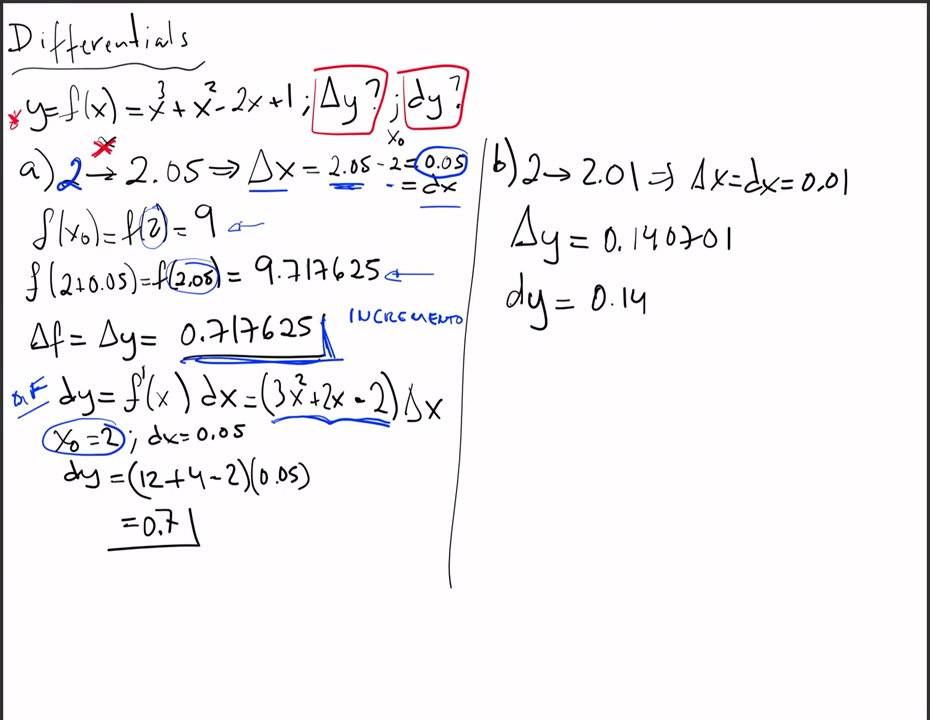 Differentials
* y=f(x)=x³+x²-2x+1 ; Δy? ; dy?
x₀ x
a) 2→2.05⇒Δx=2.05-2=0.05
=dx
f(x₀)=f(2)=9 ←
f(2+0.05)=f(2.05)=9.717625 ←
Δf=Δy=0.717625 INCREMENTO
DIF dy=f'(x)dx=(3x²+2x-2)Δx
x₀=2; dx=0.05
dy=(12+4-2)(0.05)
=0.7
b) 2→2.01⇒Δx=dx=0.01
Δy=0.140701
dy=0.14